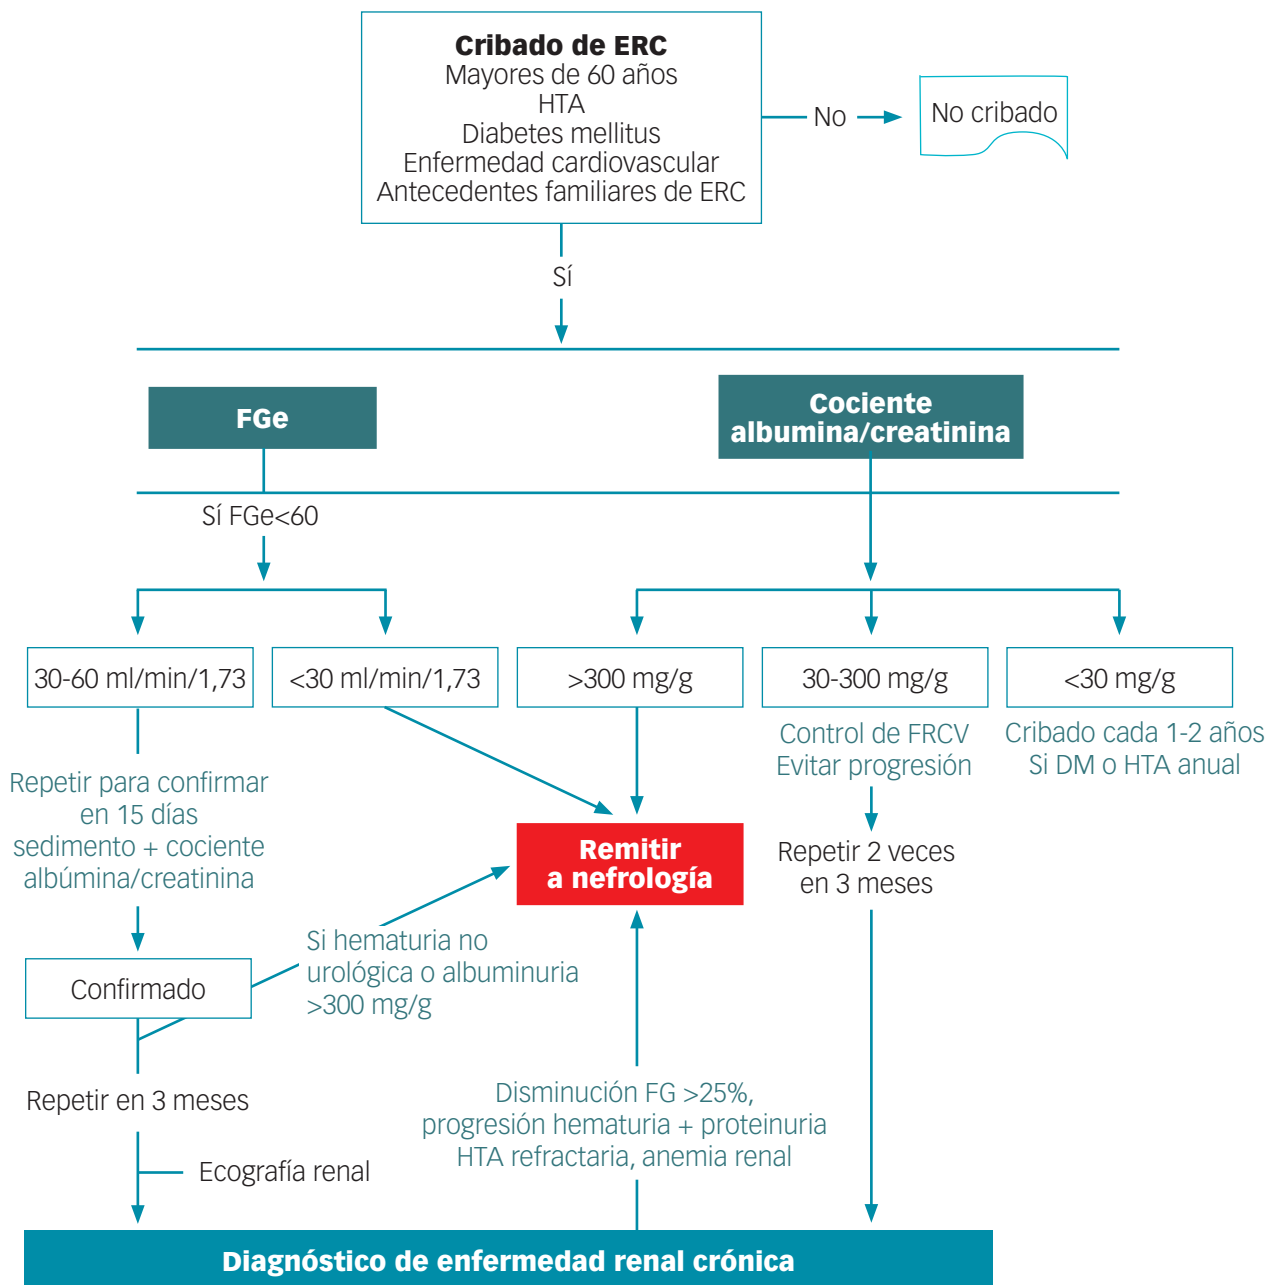 Cribado de ERC
Mayores de 60 años
HTA
Diabetes mellitus
Enfermedad cardiovascular
Antecedentes familiares de ERC
No
No cribado
Sí
FGe
Cociente
albumina/creatinina
Sí FGe<60
30-60 ml/min/1,73
<30 ml/min/1,73
>300 mg/g
30-300 mg/g
<30 mg/g
Control de FRCV
Evitar progresión
Cribado cada 1-2 años
Si DM o HTA anual
Repetir para confirmar
en 15 días
sedimento + cociente
albúmina/creatinina
Remitir
a nefrología
Repetir 2 veces
en 3 meses
Si hematuria no
urológica o albuminuria
>300 mg/g
Confirmado
Repetir en 3 meses
Disminución FG >25%,
progresión hematuria + proteinuria
HTA refractaria, anemia renal
Ecografía renal
Diagnóstico de enfermedad renal crónica